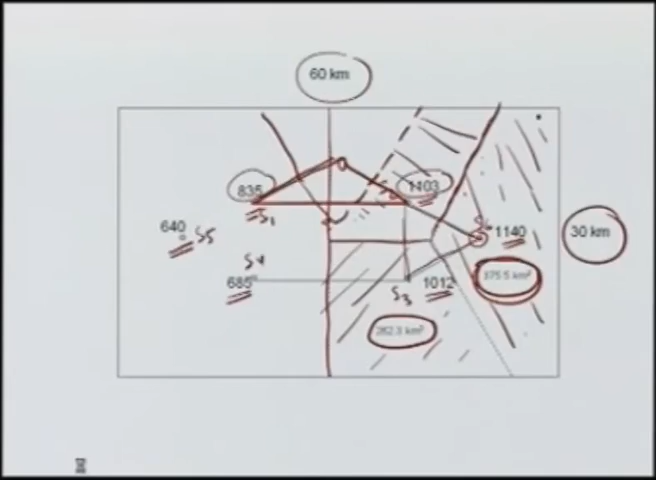 60 km
835
1103
S1
640
S5
1140
30 km
S4
685
S3
1012
375.5 km²
262.3 km²